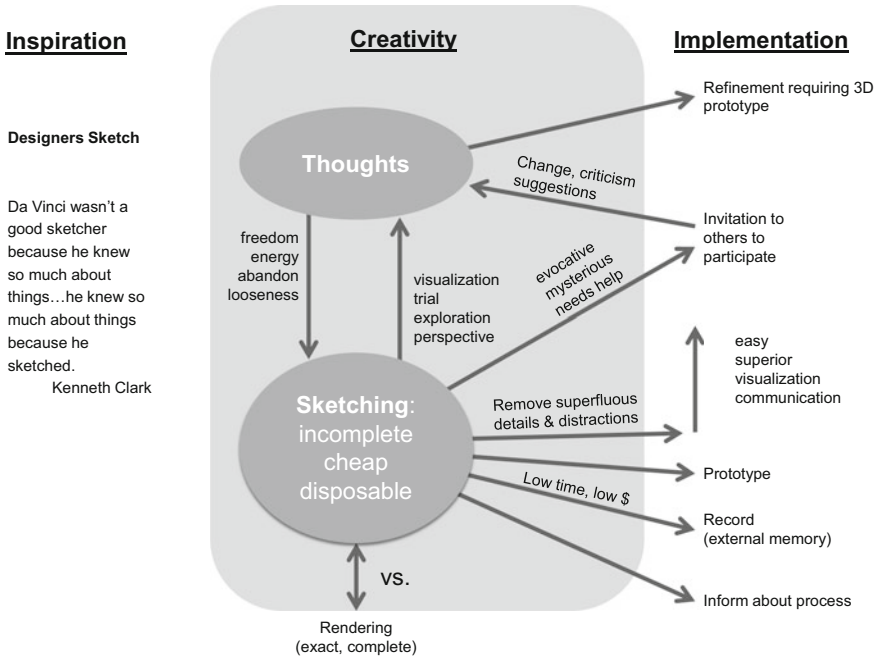 Inspiration
Creativity
Implementation
Designers Sketch
Da Vinci wasn’t a
good sketcher
because he knew
so much about
things…he knew so
much about things
because he
sketched.
Kenneth Clark
Thoughts
freedom
energy
abandon
looseness
visualization
trial
exploration
perspective
Sketching:
incomplete
cheap
disposable
vs.
Rendering
(exact, complete)
Refinement requiring 3D
prototype
Change, criticism
suggestions
Invitation to
others to
participate
evocative
mysterious
needs help
easy
superior
visualization
communication
Remove superfluous
details & distractions
Prototype
Low time, low $
Record
(external memory)
Inform about process